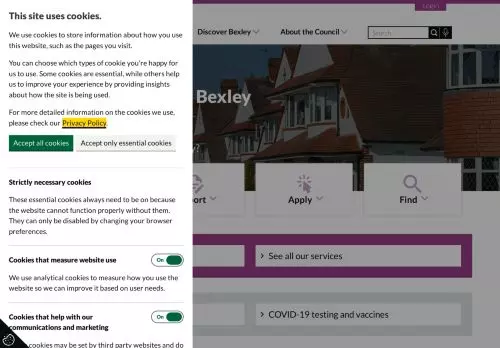 This site uses cookies.
LOGIN
We use cookies to store information about how you use
this website, such as the pages you visit.
Discover Bexley
About the Council
Search
You can choose which types of cookie you're happy for
us to use. Some cookies are essential, while others help
us to improve your experience by providing insights
about how the site is being used.
Bexley
For more detailed information on the cookies we use,
please check our Privacy Policy.
Accept all cookies
Accept only essential cookies
Strictly necessary cookies
These essential cookies always need to be on because
the website cannot function properly without them.
They can only be disabled by changing your browser
preferences.
port
Apply
Find
Cookies that measure website use
On
See all our services
We use analytical cookies to measure how you use the
website so we can improve it based on user needs.
Cookies that help with our
communications and marketing
On
COVID-19 testing and vaccines
cookies may be set by third party websites and do